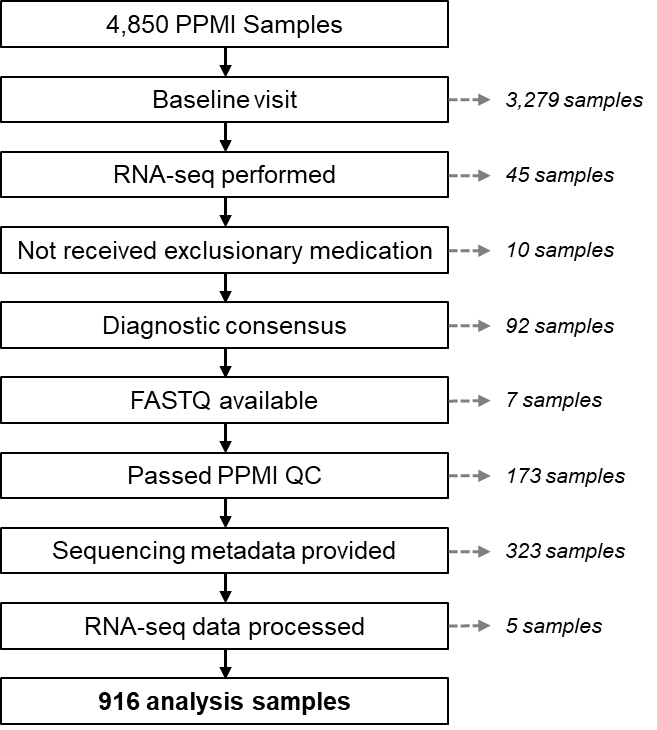 4,850 PPMI Samples
Baseline visit
3,279 samples
RNA-seq performed
45 samples
Not received exclusionary medication
10 samples
Diagnostic consensus
92 samples
FASTQ available
7 samples
Passed PPMI QC
173 samples
Sequencing metadata provided
323 samples
RNA-seq data processed
5 samples
916 analysis samples